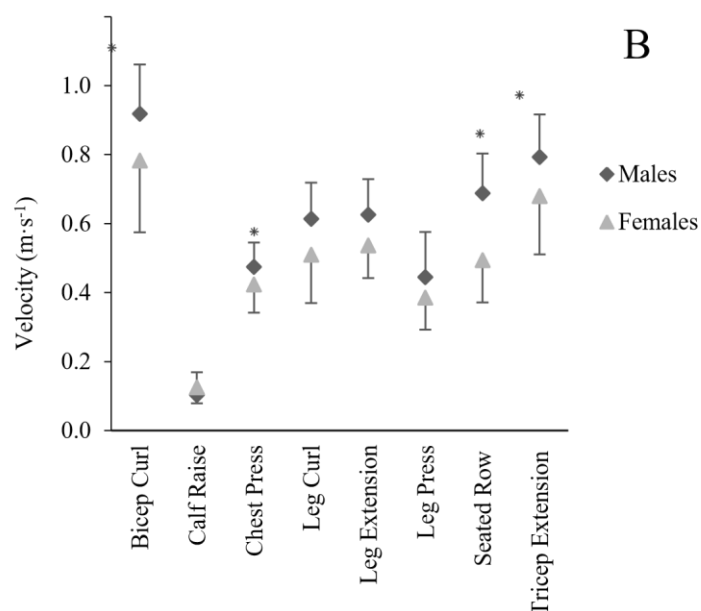 B
*
*
*
*
1.0
0.8
0.6
0.4
0.2
0.0
Velocity (m·s⁻¹)
Males
Females
Bicep Curl
Calf Raise
Chest Press
Leg Curl
Leg Extension
Leg Press
Seated Row
Tricep Extension